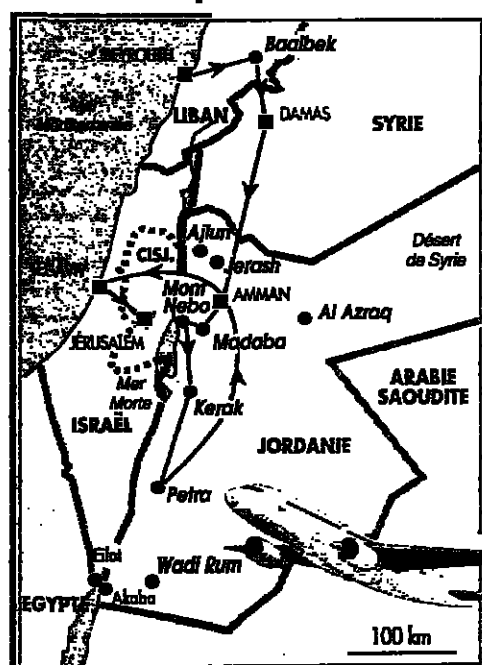 Baalbek
LIBAN
DAMAS
SYRIE
Ajlun
CISJ.
Jerash
Désert
de Syrie
Mont
Nebo
AMMAN
Al Azraq
JÉRUSALEM
Madaba
Mer
Morte
Kerak
ARABIE
SAOUDITE
ISRAËL
JORDANIE
Petra
Eilat
Wadi Rum
EGYPTE
Akaba
100 km